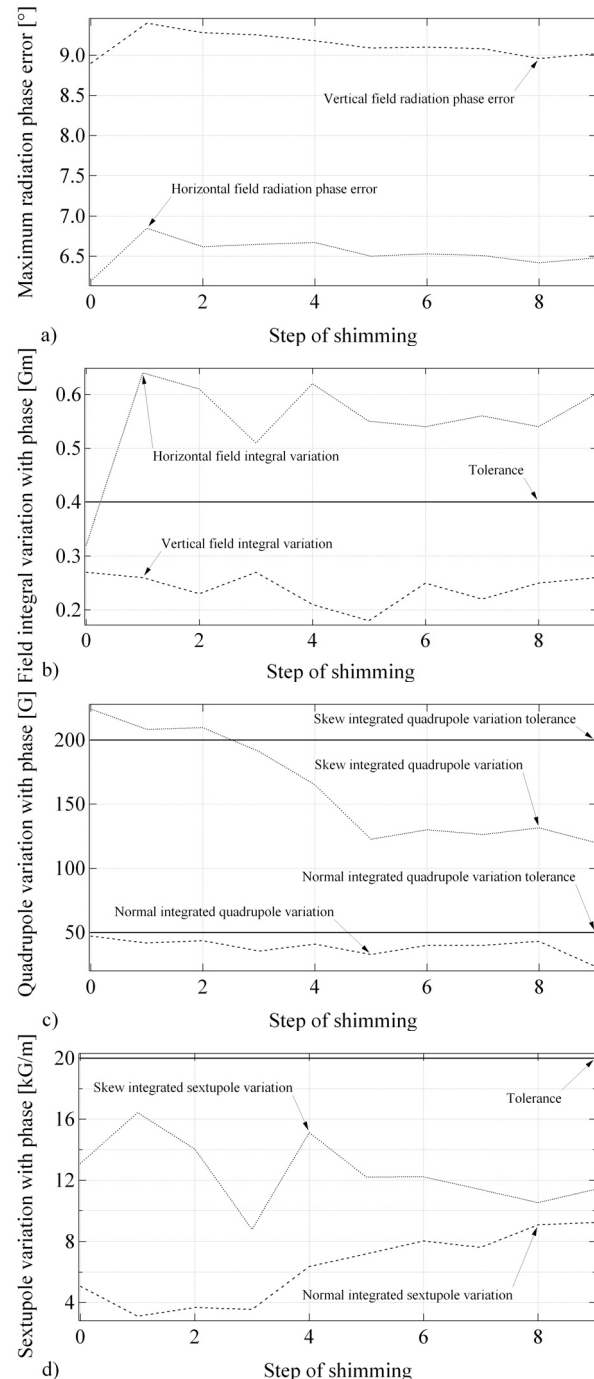 Maximum radiation phase error [°]
9.0
8.5
8.0
7.5
7.0
6.5
Vertical field radiation phase error
Horizontal field radiation phase error
0 2 4 6 8
a) Step of shimming
Field integral variation with phase [Gm]
0.6
0.5
0.4
0.3
0.2
Horizontal field integral variation
Tolerance
Vertical field integral variation
0 2 4 6 8
b) Step of shimming
Quadrupole variation with phase [G]
200
150
100
50
Skew integrated quadrupole variation tolerance
Skew integrated quadrupole variation
Normal integrated quadrupole variation tolerance
Normal integrated quadrupole variation
0 2 4 6 8
c) Step of shimming
Sextupole variation with phase [kG/m]
20
16
12
8
4
Skew integrated sextupole variation
Tolerance
Normal integrated sextupole variation
0 2 4 6 8
d) Step of shimming